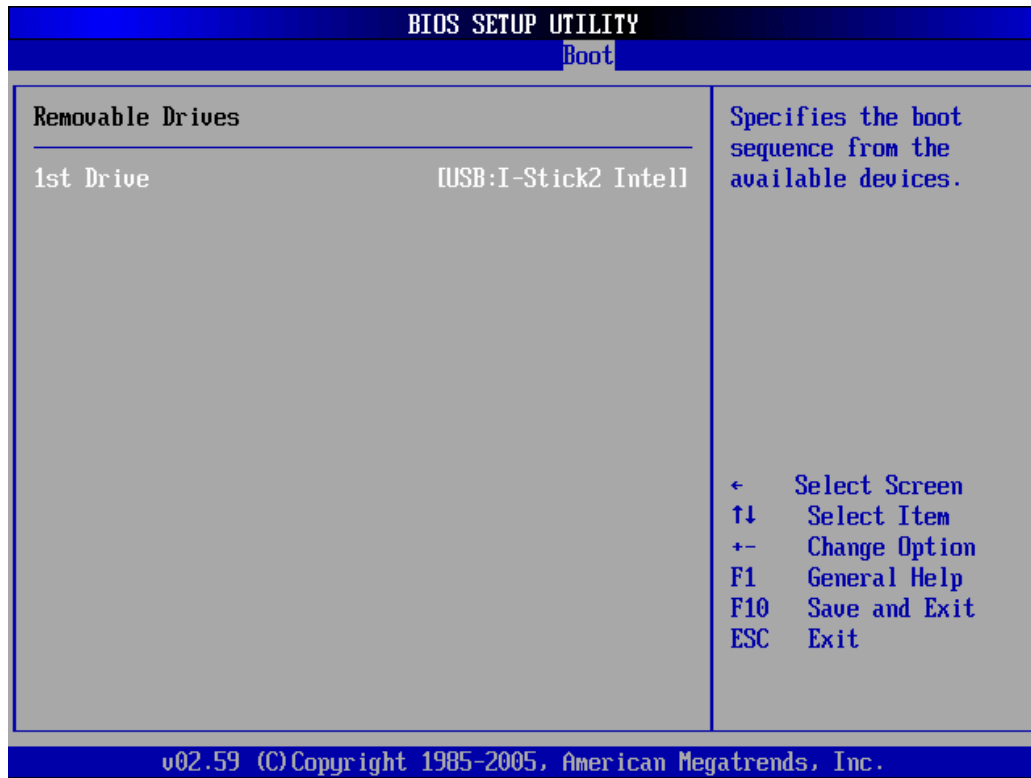 BIOS SETUP UTILITY
Boot
Removable Drives
1st Drive [USB:I-Stick2 Intel]
Specifies the boot
sequence from the
available devices.
← Select Screen
↑↓ Select Item
+- Change Option
F1 General Help
F10 Save and Exit
ESC Exit
v02.59 (C)Copyright 1985-2005, American Megatrends, Inc.